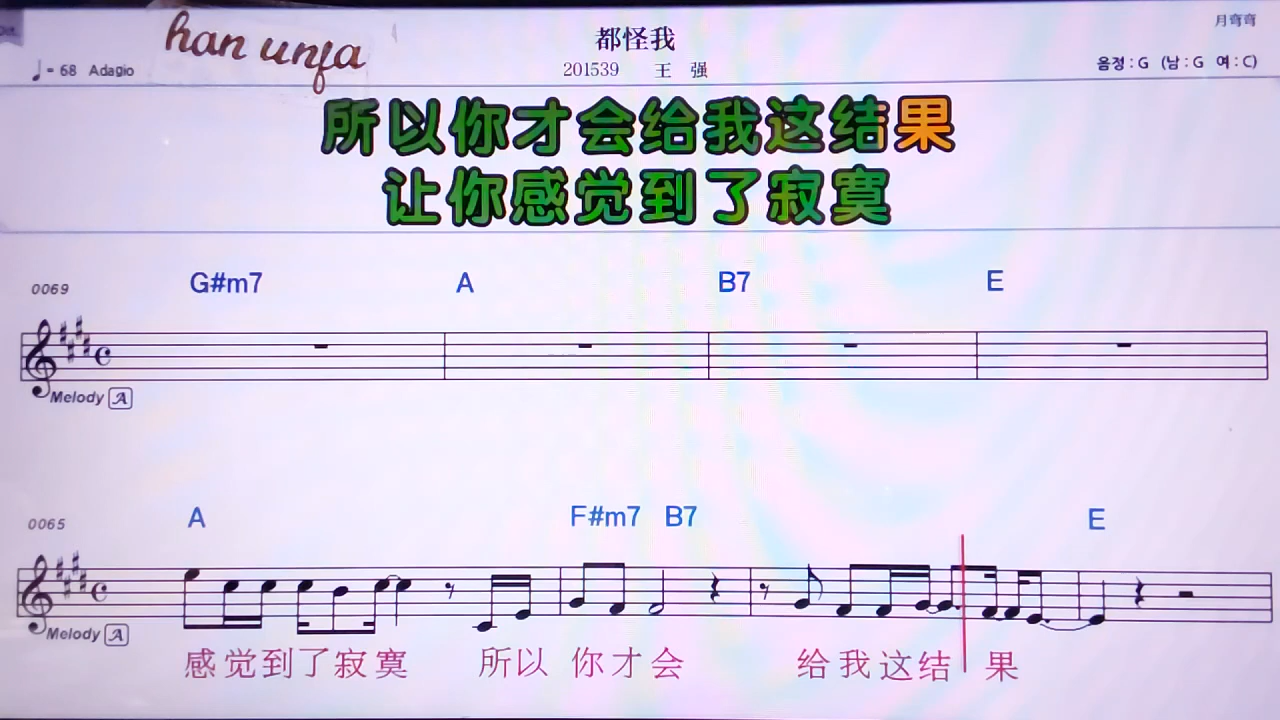 han unfa
都怪我
月弯弯
♩= 68 Adagio
201539 王 强
음정 : G (남 : G 여 : C)
所以你才会给我这结果
让你感觉到了寂寞
0069 G#m7 A B7 E
Melody A
0065 A F#m7 B7 E
Melody A
感觉到了寂寞 所以 你才会 给我这结 果